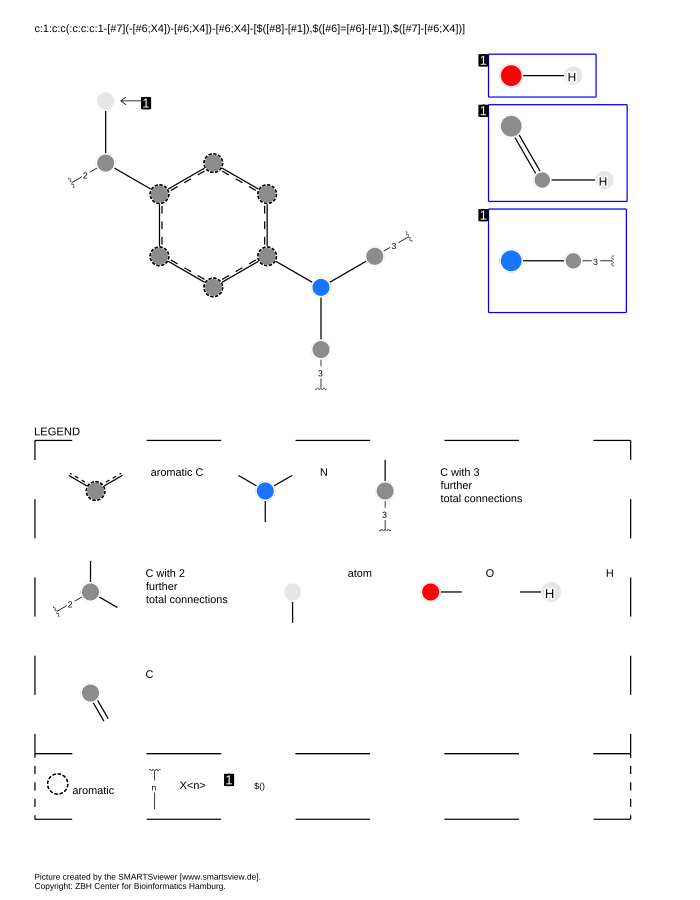 c:1:c:c(:c:c:c:1-[#7](-[#6;X4])-[#6;X4])-[#6;X4]-[$([#8]-[#1]),$([#6]=[#6]-[#1]),$([#7]-[#6;X4])]
1
H
1
1
H
2
1
3
3
3
LEGEND
aromatic C
N
C with 3
further
total connections
3
C with 2
further
total connections
2
atom
O
H
H
C
aromatic
n
X<n>
1
$()
Picture created by the SMARTSviewer [www.smartsview.de].
Copyright: ZBH Center for Bioinformatics Hamburg.